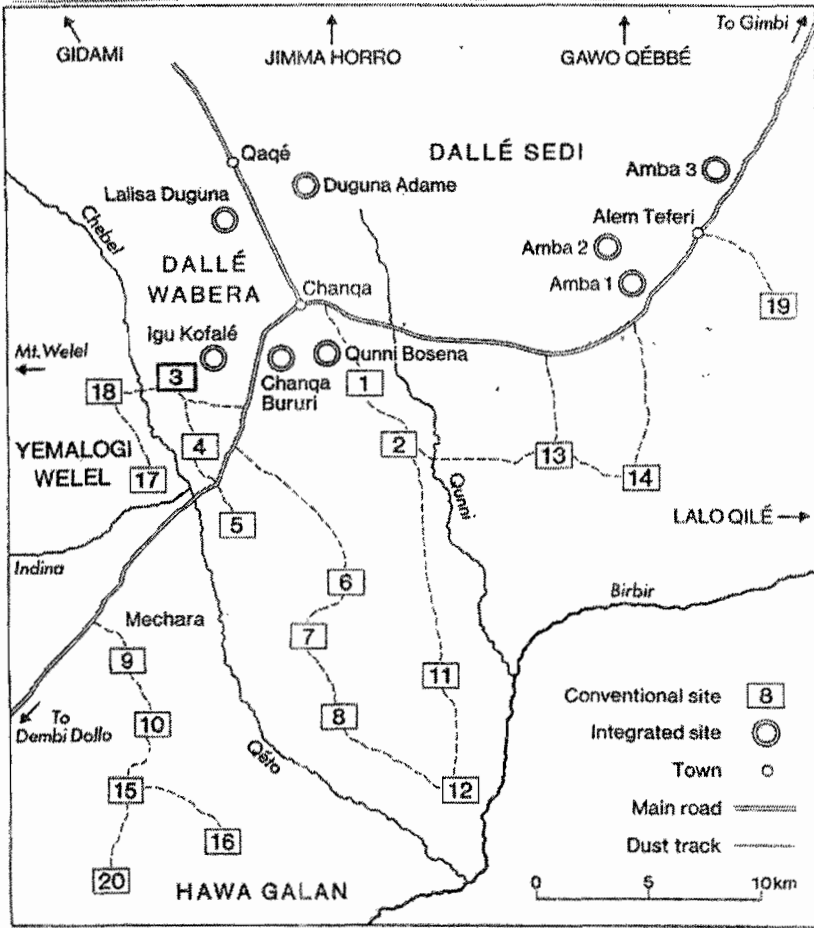 To Gimbi
GIDAMI
JIMMA HORRO
GAWO QÉBBÉ
DALLÉ SEDI
Qaqé
Amba 3
Duguna Adame
Lalisa Duguna
Chebel
Alem Teferi
Amba 2
DALLÉ
WABERA
Amba 1
Chanqa
19
Igu Kofalé
Mt. Welel
Qunni Bosena
Chanqa
Bururi
3
1
18
4
2
13
YEMALOGI
WELEL
17
14
Qunni
5
LALO QILÉ
Indina
6
Birbir
Mechara
7
9
11
Conventional site
8
To
Dembi Dollo
10
8
Integrated site
Qéto
Town
15
12
Main road
16
Dust track
20
HAWA GALAN
0
5
10km